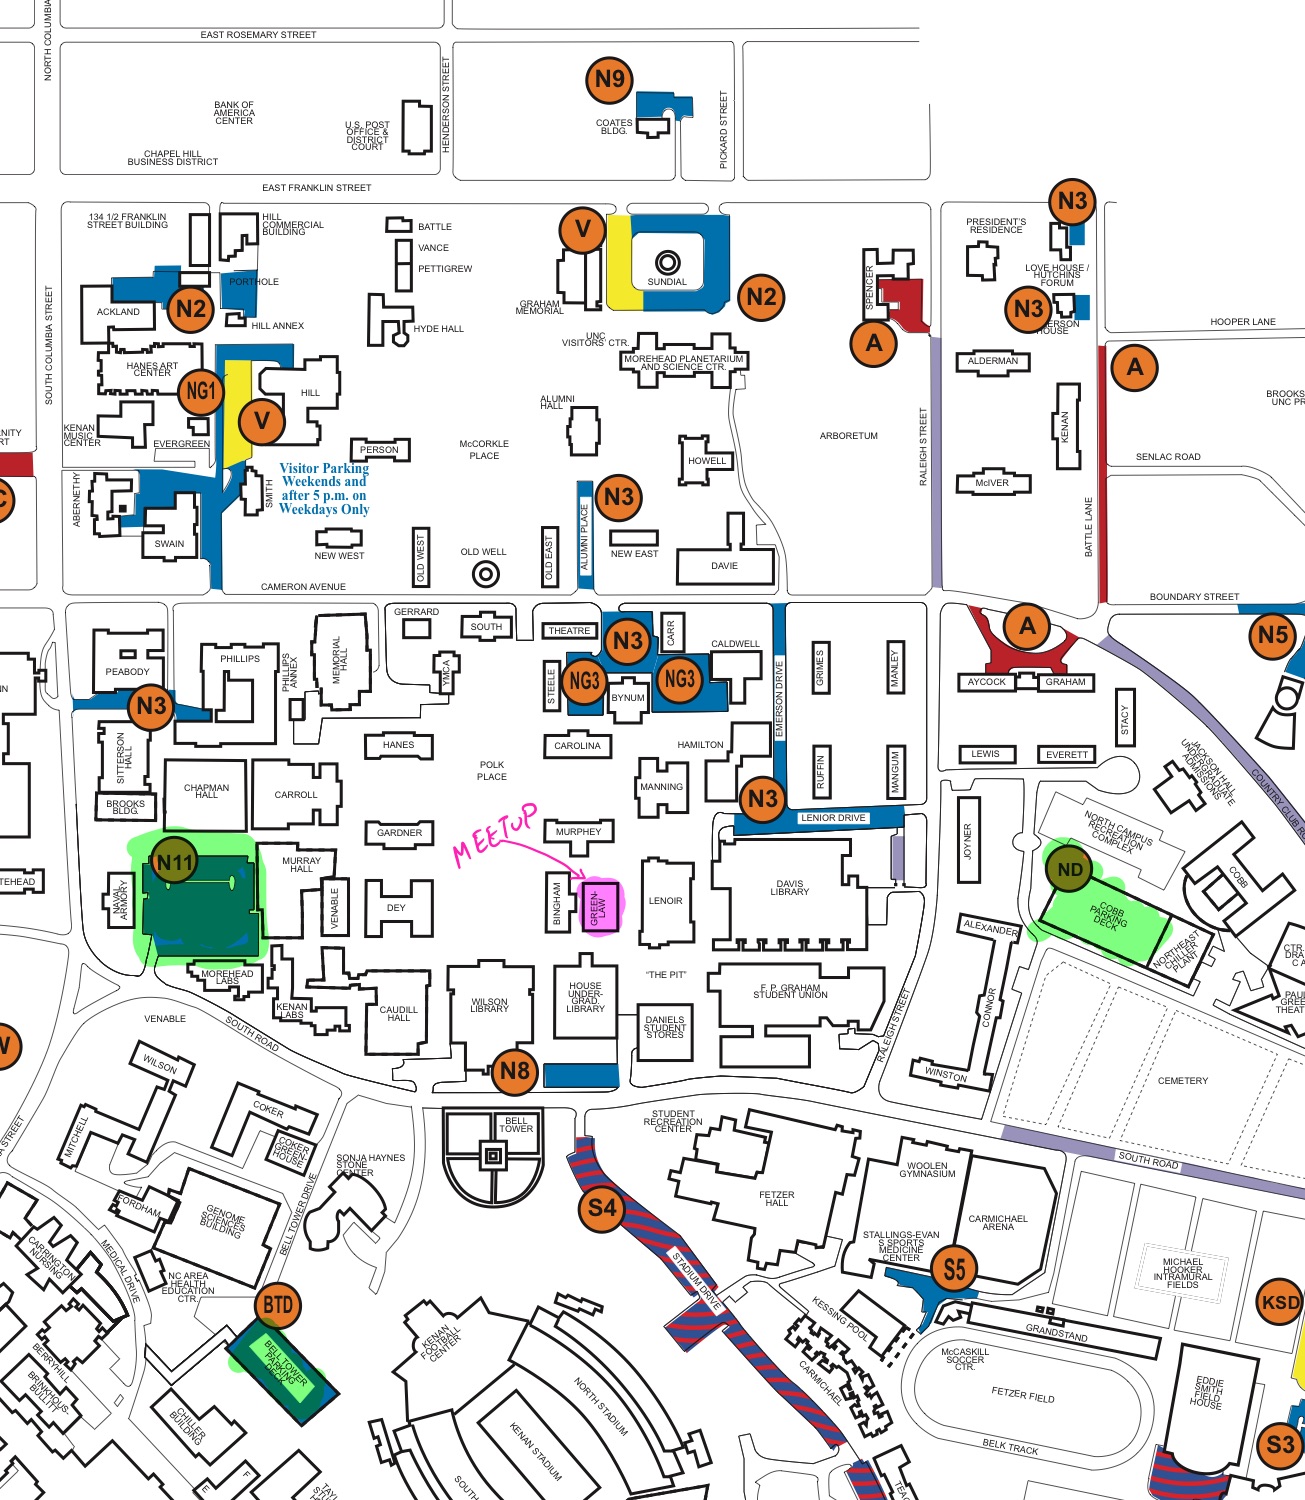 NORTH COLUMBIA
EAST ROSEMARY STREET
HENDERSON STREET
PICKARD STREET
N9
COATES
BLDG.
BANK OF
AMERICA
CENTER
U.S. POST
OFFICE &
DISTRICT
COURT
CHAPEL HILL
BUSINESS DISTRICT
EAST FRANKLIN STREET
134 1/2 FRANKLIN
STREET BUILDING
HILL
COMMERCIAL
BUILDING
BATTLE
VANCE
PETTIGREW
V
SUNDIAL
N2
GRAHAM
MEMORIAL
PORTHOLE
ACKLAND
N2
HILL ANNEX
HYDE HALL
UNC
VISITORS' CTR.
MOREHEAD PLANETARIUM
AND SCIENCE CTR.
SPENCER
A
PRESIDENT'S
RESIDENCE
N3
LOVE HOUSE /
HUTCHINS
FORUM
N3
ERSON
HOUSE
HOOPER LANE
SOUTH COLUMBIA STREET
HANES ART
CENTER
NG1
HILL
V
KENAN
MUSIC
CENTER
EVERGREEN
PERSON
McCORKLE
PLACE
ALUMNI
HALL
HOWELL
ARBORETUM
RALEIGH STREET
ALDERMAN
KENAN
McIVER
A
BROOKS
UNC PR
SENLAC ROAD
BATTLE LANE
NITY
RT
C
ABERNETHY
SWAIN
SMITH
Visitor Parking
Weekends and
after 5 p.m. on
Weekdays Only
NEW WEST
OLD WEST
OLD WELL
OLD EAST
ALUMNI PLACE
N3
NEW EAST
DAVIE
CAMERON AVENUE
BOUNDARY STREET
N5
GERRARD
SOUTH
THEATRE
N3
CARR
CALDWELL
PEABODY
PHILLIPS
PHILLIPS
ANNEX
MEMORIAL
HALL
YMCA
STEELE
NG3
BYNUM
NG3
EMERSON DRIVE
GRIMES
MANLEY
A
AYCOCK
GRAHAM
NN
N3
SITTERSON
HALL
BROOKS
BLDG.
CHAPMAN
HALL
CARROLL
HANES
POLK
PLACE
CAROLINA
HAMILTON
MANNING
N3
RUFFIN
MANGUM
LENIOR DRIVE
LEWIS
EVERETT
STACY
JACKSON HALL
UNDERGRADUATE
ADMISSIONS
COUNTRY CLUB RO
N11
MURRAY
HALL
GARDNER
MEETUP
MURPHEY
JOYNER
NORTH CAMPUS
RECREATION
COMPLEX
ND
COBB
PARKING
DECK
COBB
TEHEAD
NAVAL
ARMORY
VENABLE
DEY
BINGHAM
GREEN-
LAW
LENOIR
DAVIS
LIBRARY
ALEXANDER
NORTHEAST
CHILLER
PLANT
CTR.
DRA
C A
MOREHEAD
LABS
KENAN
LABS
CAUDILL
HALL
WILSON
LIBRARY
HOUSE
UNDER-
GRAD.
LIBRARY
"THE PIT"
DANIELS
STUDENT
STORES
F. P. GRAHAM
STUDENT UNION
RALEIGH STREET
CONNOR
PAUL
GREE
THEAT
VENABLE
SOUTH ROAD
W
WILSON
N8
WINSTON
CEMETERY
A STREET
MITCHELL
COKER
COKER
GREEN-
HOUSE
BELL
TOWER
STUDENT
RECREATION
CENTER
WOOLEN
GYMNASIUM
SOUTH ROAD
SONJA HAYNES
STONE
CENTER
BELL TOWER DRIVE
FORDHAM
GENOME
SCIENCES
BUILDING
S4
FETZER
HALL
CARMICHAEL
ARENA
STALLINGS-EVAN
S SPORTS
MEDICINE
CENTER
CARRINGTON
NURSING
MEDICAL DRIVE
NC AREA
HEALTH
EDUCATION
CTR.
STADIUM DRIVE
S5
MICHAEL
HOOKER
INTRAMURAL
FIELDS
KSD
BTD
KESSING POOL
GRANDSTAND
BERRYHILL
BRINKHOUS-
BULLITT
BELL TOWER
PARKING
DECK
KENAN
FOOTBALL
CENTER
McCASKILL
SOCCER
CTR.
FETZER FIELD
CARMICHAEL
NORTH STADIUM
EDDIE
SMITH
FIELD
HOUSE
CHILLER
BUILDING
KENAN STADIUM
BELK TRACK
S3
SOUTH